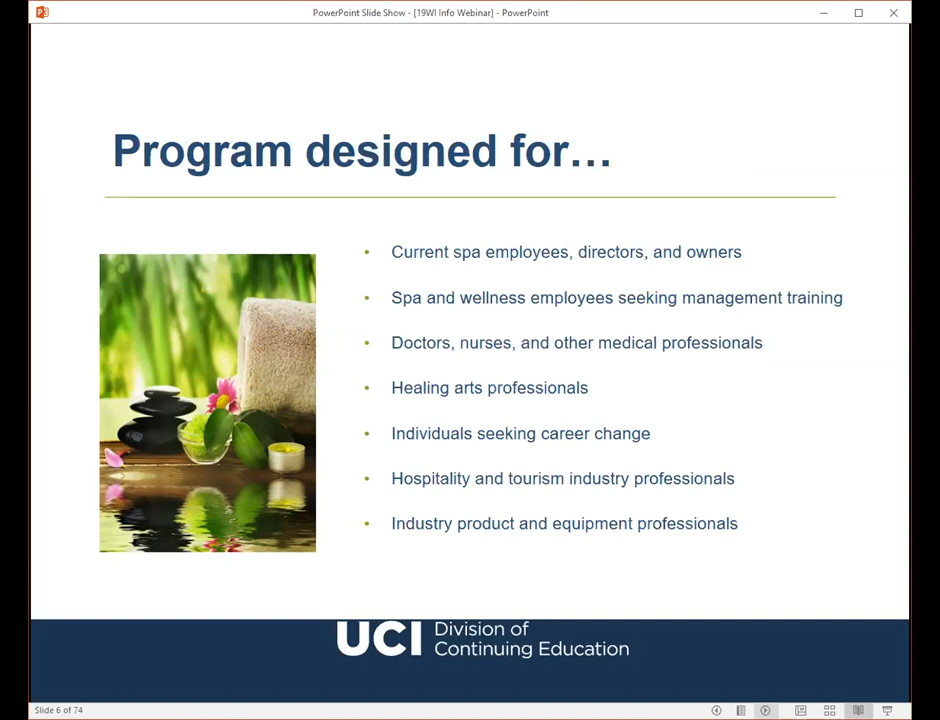 PowerPoint Slide Show - [19WI Info Webinar] - PowerPoint
Program designed for…
• Current spa employees, directors, and owners
• Spa and wellness employees seeking management training
• Doctors, nurses, and other medical professionals
• Healing arts professionals
• Individuals seeking career change
• Hospitality and tourism industry professionals
• Industry product and equipment professionals
UCI Division of
Continuing Education
Slide 6 of 74